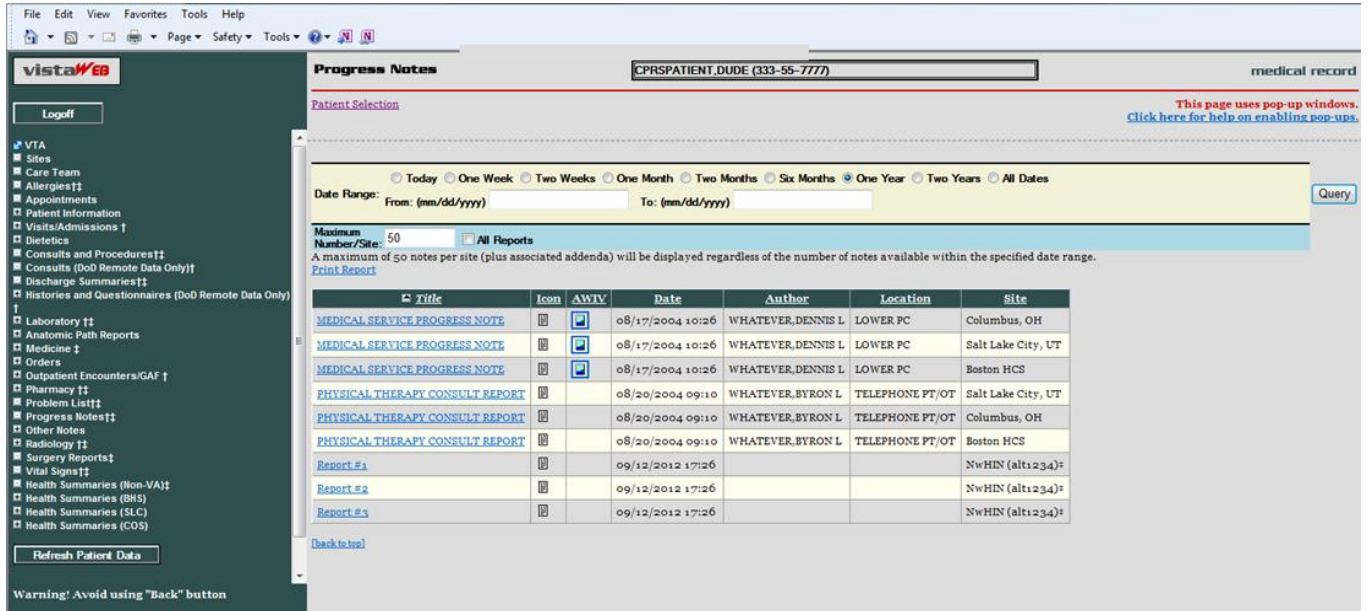 File Edit View Favorites Tools Help
Page Safety Tools
vistaWEB
Logoff
VTA
Sites
Care Team
Allergies†‡
Appointments
Patient Information
Visits/Admissions †
Dietetics
Consults and Procedures†‡
Consults (DoD Remote Data Only)†
Discharge Summaries†‡
Histories and Questionnaires (DoD Remote Data Only)
†
Laboratory †‡
Anatomic Path Reports
Medicine ‡
Orders
Outpatient Encounters/GAF †
Pharmacy †‡
Problem List†‡
Progress Notes†‡
Other Notes
Radiology †‡
Surgery Reports‡
Vital Signs†‡
Health Summaries (Non-VA)‡
Health Summaries (BHS)
Health Summaries (SLC)
Health Summaries (COS)
Refresh Patient Data
Warning! Avoid using "Back" button
Progress Notes CPRSPATIENT,DUDE (333-55-7777) medical record
Patient Selection This page uses pop-up windows.
Click here for help on enabling pop-ups.
Today One Week Two Weeks One Month Two Months Six Months One Year Two Years All Dates
Date Range: From: (mm/dd/yyyy) To: (mm/dd/yyyy) Query
Maximum
Number/Site: 50 All Reports
A maximum of 50 notes per site (plus associated addenda) will be displayed regardless of the number of notes available within the specified date range.
Print Report
Title Icon AWIV Date Author Location Site
MEDICAL SERVICE PROGRESS NOTE 08/17/2004 10:26 WHATEVER,DENNIS L LOWER PC Columbus, OH
MEDICAL SERVICE PROGRESS NOTE 08/17/2004 10:26 WHATEVER,DENNIS L LOWER PC Salt Lake City, UT
MEDICAL SERVICE PROGRESS NOTE 08/17/2004 10:26 WHATEVER,DENNIS L LOWER PC Boston HCS
PHYSICAL THERAPY CONSULT REPORT 08/20/2004 09:10 WHATEVER,BYRON L TELEPHONE PT/OT Salt Lake City, UT
PHYSICAL THERAPY CONSULT REPORT 08/20/2004 09:10 WHATEVER,BYRON L TELEPHONE PT/OT Columbus, OH
PHYSICAL THERAPY CONSULT REPORT 08/20/2004 09:10 WHATEVER,BYRON L TELEPHONE PT/OT Boston HCS
Report #1 09/12/2012 17:26 NwHIN (alt1234)‡
Report #2 09/12/2012 17:26 NwHIN (alt1234)‡
Report #3 09/12/2012 17:26 NwHIN (alt1234)‡
[back to top]